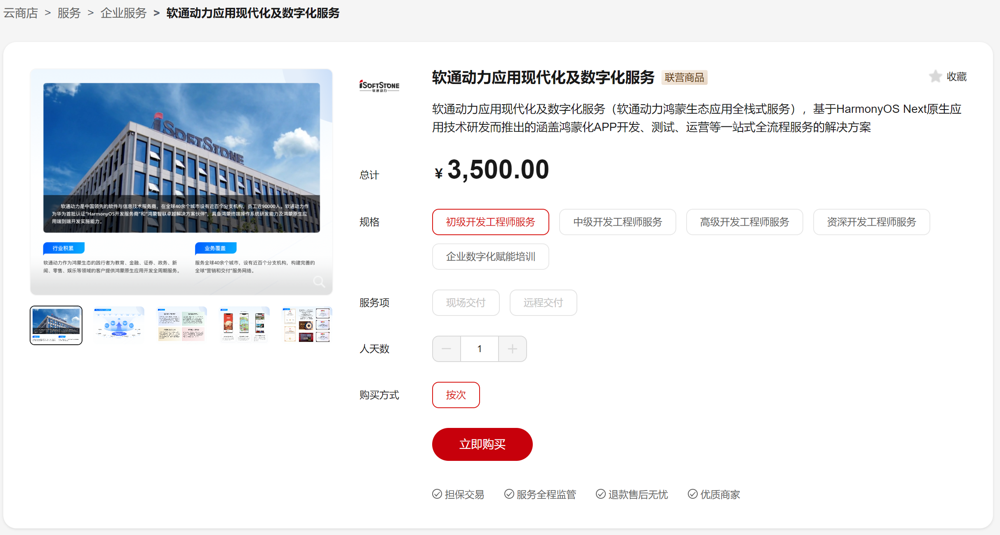 云商店 > 服务 > 企业服务 > 软通动力应用现代化及数字化服务
iSOFTSTONE
软通动力是中国领先的软件与信息技术服务商，在全球40余个城市设有近百个分支机构，员工近90000人。软通动力作
为华为首批认证“HarmonyOS开发服务商”和“鸿蒙智联卓越解决方案伙伴”，具备鸿蒙终端操作系统研发能力及鸿蒙原生应
用端到端开发实施能力。
行业积累
软通动力作为鸿蒙生态的践行者为教育、金融、证券、政务、新
闻、零售、娱乐等领域的客户提供鸿蒙原生应用开发全周期服务。
业务覆盖
服务全球40余个城市，设有近百个分支机构，构建完善的
全球“营销和交付”服务网络。
iSOFTSTONE
软通动力
软通动力应用现代化及数字化服务 联营商品
收藏
软通动力应用现代化及数字化服务（软通动力鸿蒙生态应用全栈式服务），基于HarmonyOS Next原生应
用技术研发而推出的涵盖鸿蒙化APP开发、测试、运营等一站式全流程服务的解决方案
总计 ¥ 3,500.00
规格 初级开发工程师服务 中级开发工程师服务 高级开发工程师服务 资深开发工程师服务
企业数字化赋能培训
服务项 现场交付 远程交付
人天数 − 1 +
购买方式 按次
立即购买
担保交易 服务全程监管 退款售后无忧 优质商家